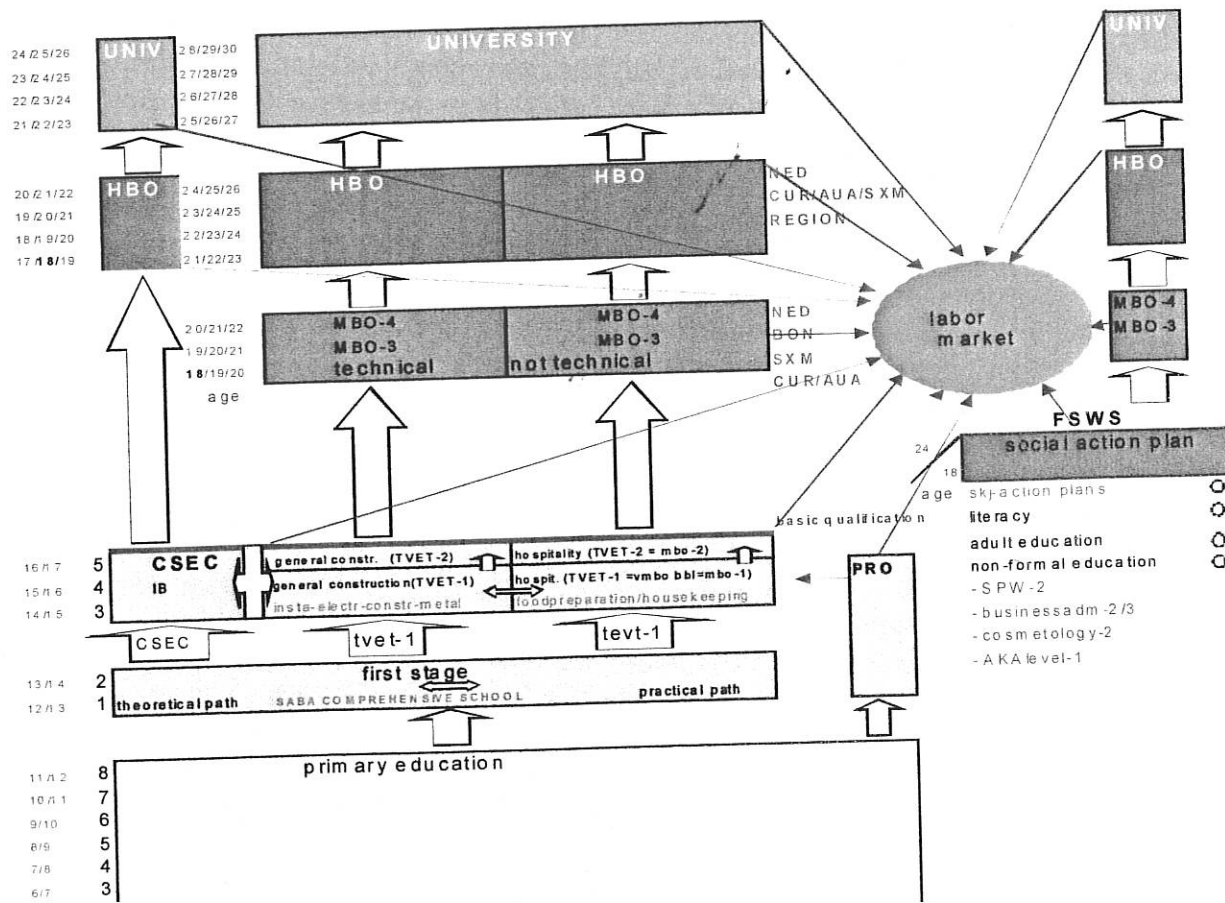 UNIV
UNIVERSITY
UNIV
24/25/26
28/29/30
23/24/25
27/28/29
22/23/24
26/27/28
21/22/23
25/26/27
HBO
HBO
HBO
HBO
20/21/22
24/25/26
19/20/21
23/24/25
18/19/20
22/23/24
17/18/19
21/22/23
NED
CUR/AUA/SXM
REGION
20/21/22
19/20/21
18/19/20
age
MBO-4
MBO-3
technical
MBO-4
MBO-3
not technical
NED
BON
SXM
CUR/AUA
labor
market
MBO-4
MBO-3
FSWS
social action plan
24
18
age
skj-action plans
literacy
adult education
non-formal education
- SPW-2
- businessadm-2/3
- cosmetology-2
- AKAlevel-1
basic qualification
16/17 5
15/16 4
14/15 3
CSEC
IB
general constr. (TVET-2)
general construction(TVET-1)
insta-electr-constr-metal
hospitality (TVET-2 = mbo-2)
hospit. (TVET-1 =vmbo bbl=mbo-1)
foodpreparation/housekeeping
PRO
CSEC
tvet-1
tevt-1
13/14 2
12/13 1
first stage
theoretical path
SABA COMPREHENSIVE SCHOOL
practical path
primary education
11/12 8
10/11 7
9/10 6
8/9 5
7/8 4
6/7 3